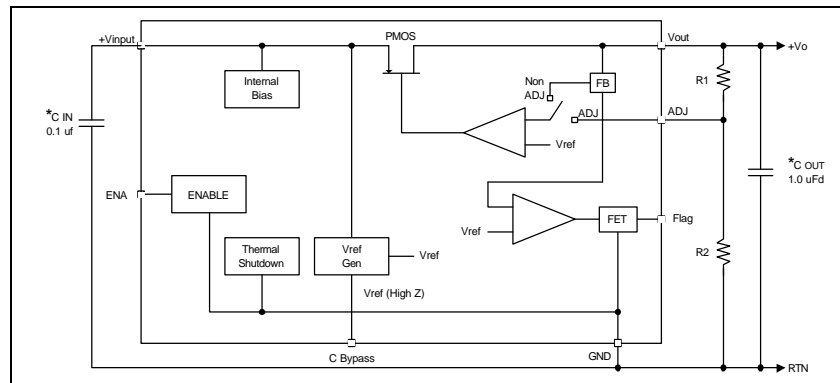 +Vinput
PMOS
Vout
+Vo
Internal
Bias
Non
ADJ
FB
R1
*C IN
0.1 uf
ADJ
ADJ
Vref
*C OUT
1.0 uFd
ENA
ENABLE
Vref
FET
Flag
Thermal
Shutdown
Vref
Gen
Vref
R2
Vref (High Z)
C Bypass
GND
RTN